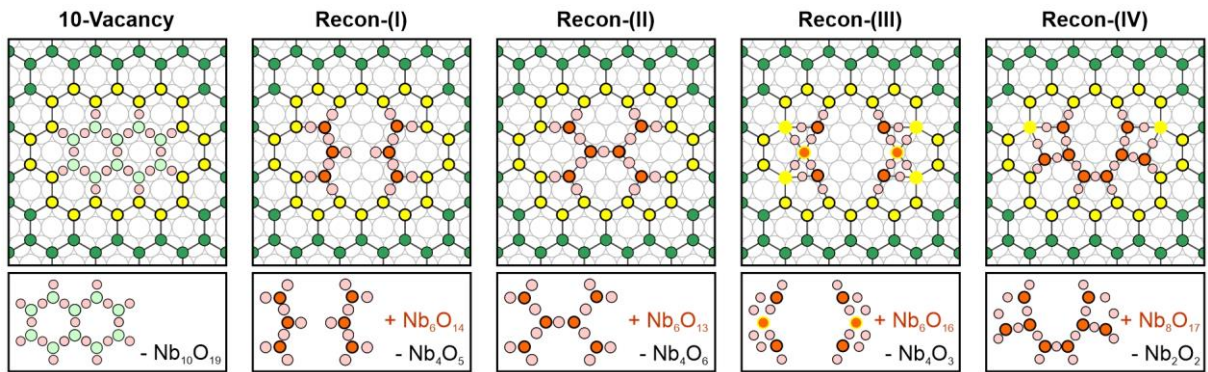 10-Vacancy
Recon-(I)
Recon-(II)
Recon-(III)
Recon-(IV)
- Nb₁₀O₁₉
+ Nb₆O₁₄
- Nb₄O₅
+ Nb₆O₁₃
- Nb₄O₆
+ Nb₆O₁₆
- Nb₄O₃
+ Nb₈O₁₇
- Nb₂O₂